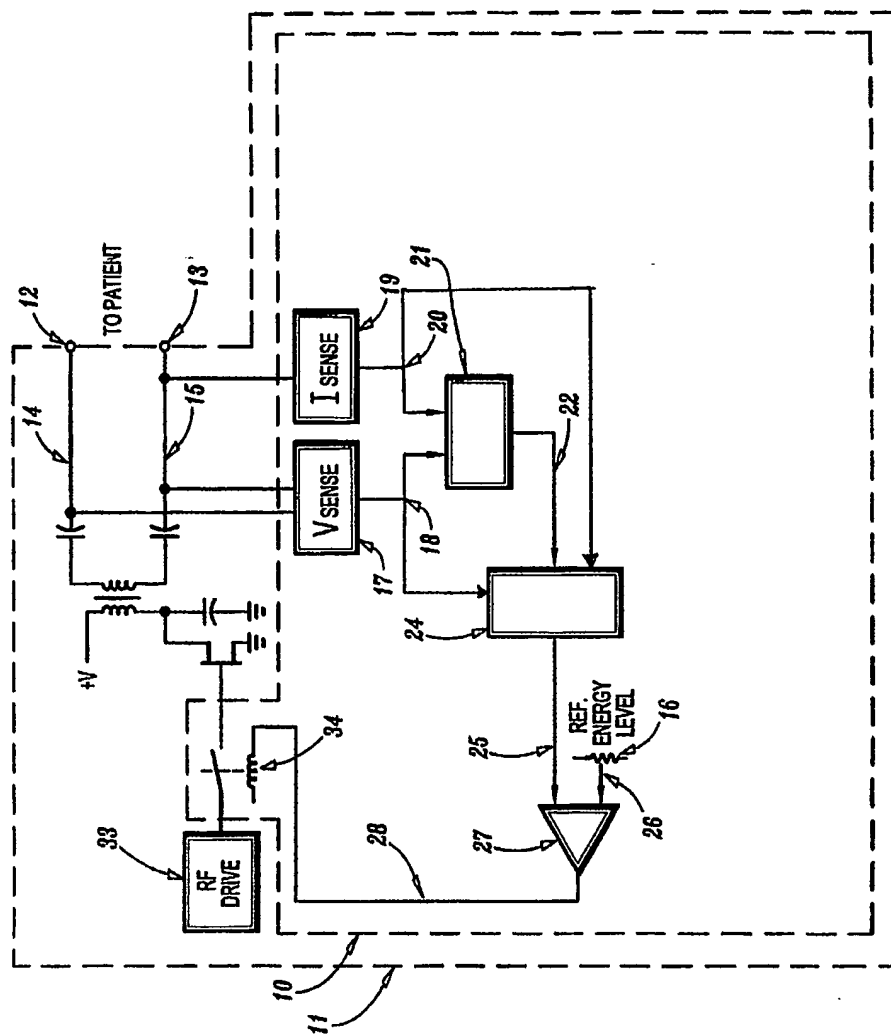 12
TO PATIENT
13
14
15
+V
I SENSE
19
20
21
V SENSE
17
18
22
24
REF.
ENERGY
LEVEL
16
25
26
27
28
34
33
RF
DRIVE
10
11